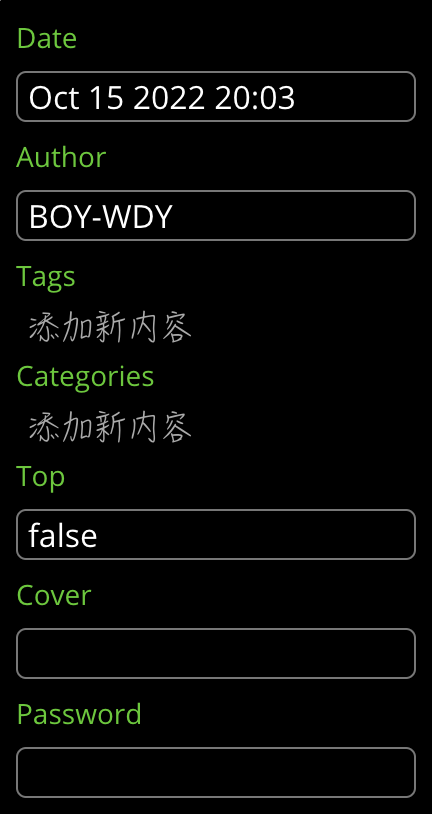 Date
Oct 15 2022 20:03
Author
BOY-WDY
Tags
添加新内容
Categories
添加新内容
Top
false
Cover
Password